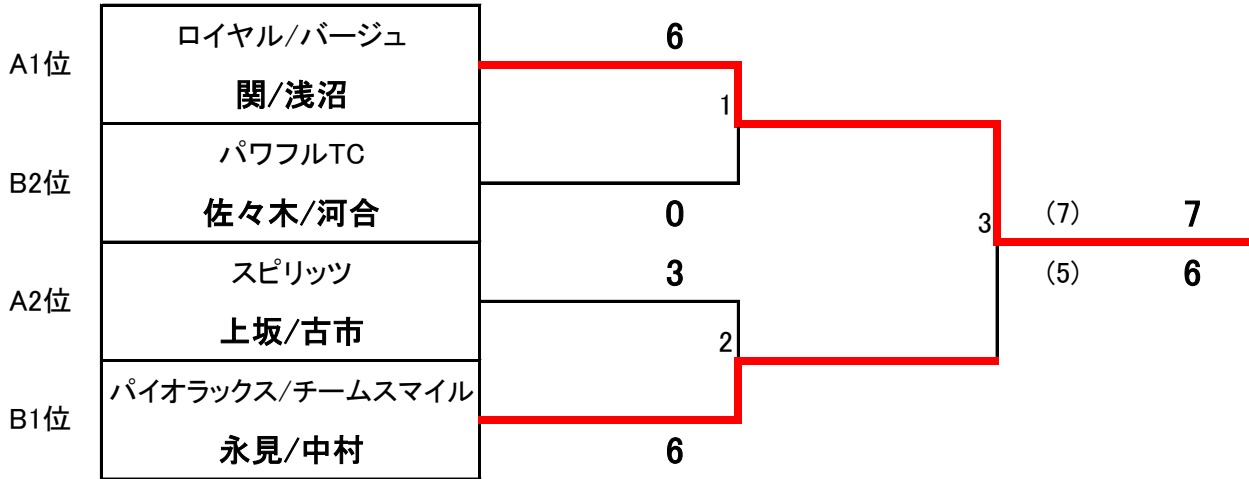 ロイヤル/バージュ
6
A1位
関/浅沼
1
パワフルTC
B2位
佐々木/河合
0
3
(7)
7
スピリッツ
3
(5)
6
A2位
上坂/古市
2
パイオラックス/チームスマイル
B1位
永見/中村
6